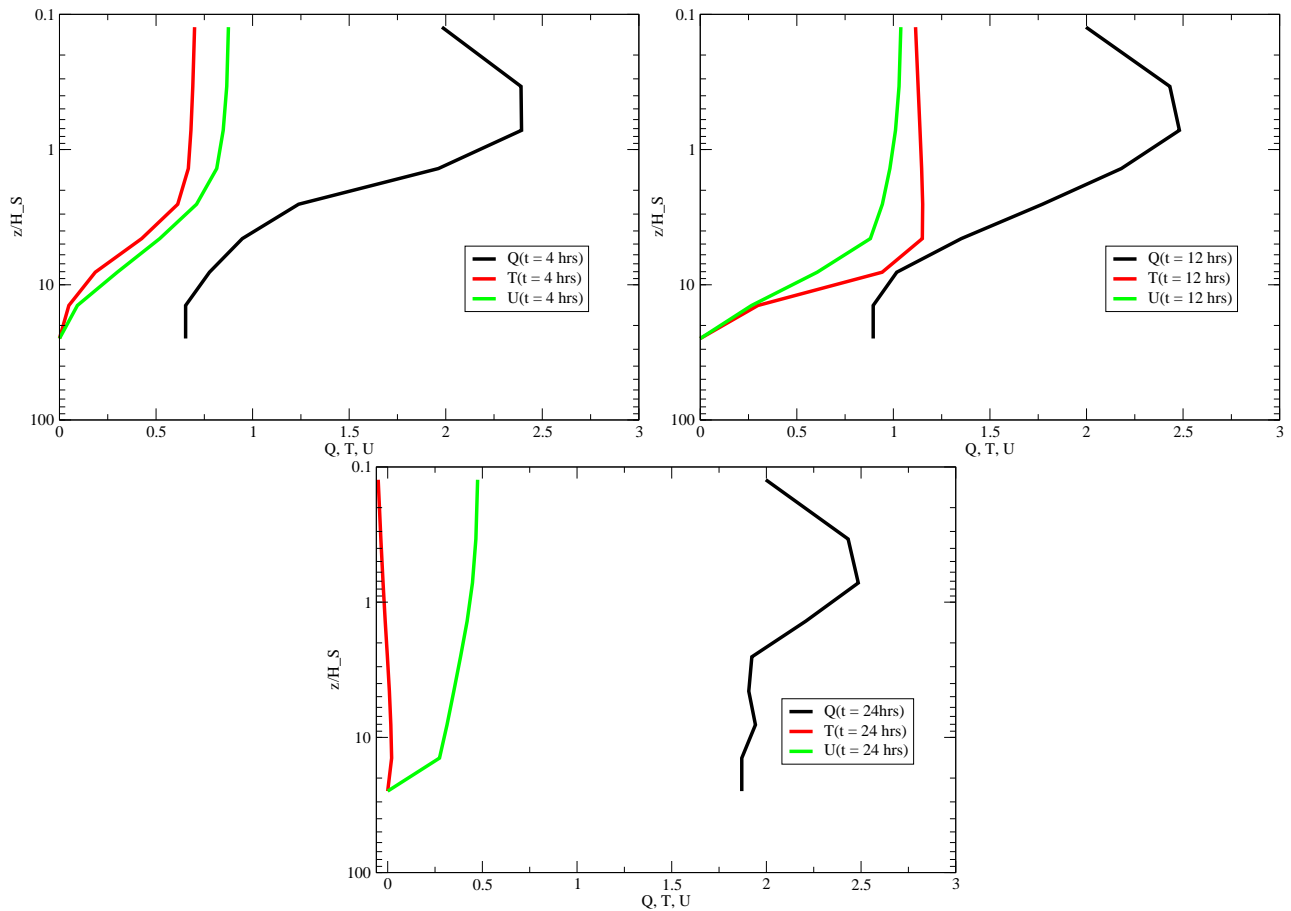 0.1
1
10
100
z/H_S
0 0.5 1 1.5 2 2.5 3
Q, T, U
Q(t = 4 hrs)
T(t = 4 hrs)
U(t = 4 hrs)
0.1
1
10
100
z/H_S
0 0.5 1 1.5 2 2.5 3
Q, T, U
Q(t = 12 hrs)
T(t = 12 hrs)
U(t = 12 hrs)
0.1
1
10
100
z/H_S
0 0.5 1 1.5 2 2.5 3
Q, T, U
Q(t = 24hrs)
T(t = 24 hrs)
U(t = 24 hrs)